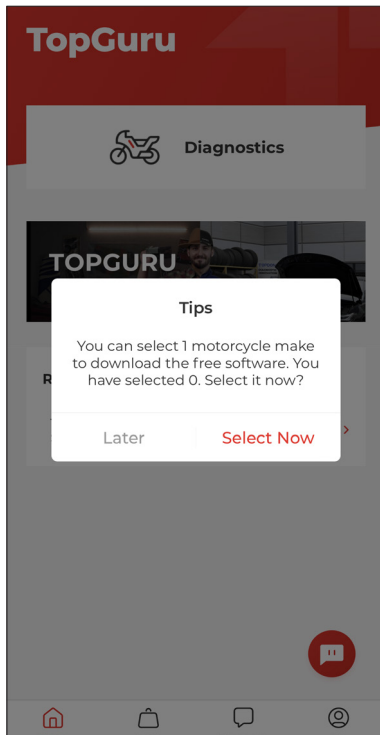 TopGuru
Diagnostics
TOPGURU
Tips
You can select 1 motorcycle make
to download the free software. You
have selected 0. Select it now?
R
Later
Select Now